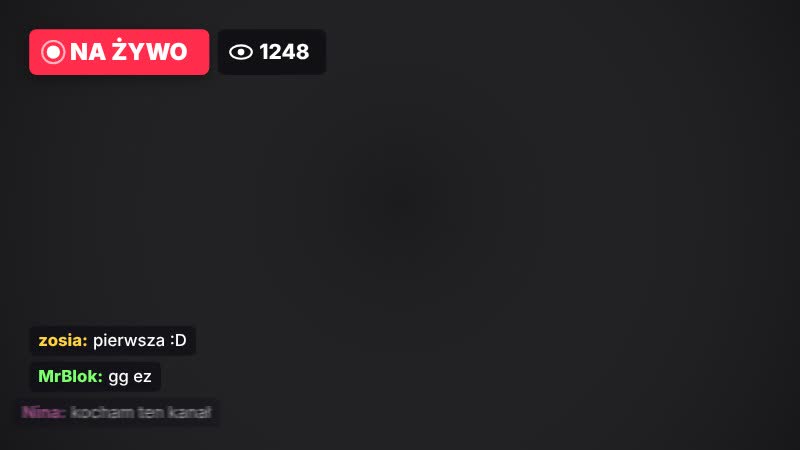 NA ŻYWO 1248
zosia: pierwsza :D
MrBlok: gg ez
Nina: kocham ten kanał